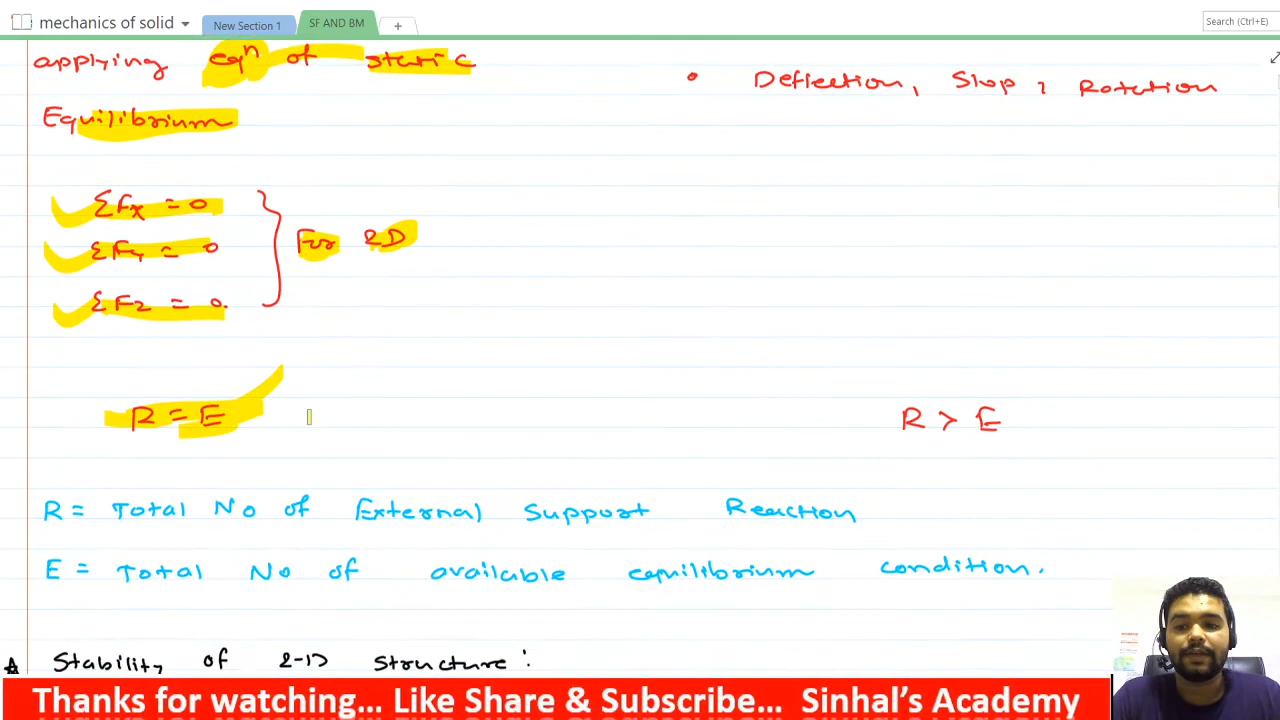 mechanics of solid
New Section 1
SF AND BM
+
Search (Ctrl+E)
applying eqⁿ of static
Equilibrium
• Deflection, Slop, Rotation
ΣFx = 0
ΣFy = 0
ΣFz = 0.
For 2D
R = E
R > E
R = Total No of External Support Reaction
E = Total No of available equilibrium condition.
* Stability of 2-D structure :
Thanks for watching... Like Share & Subscribe... Sinhal's Academy